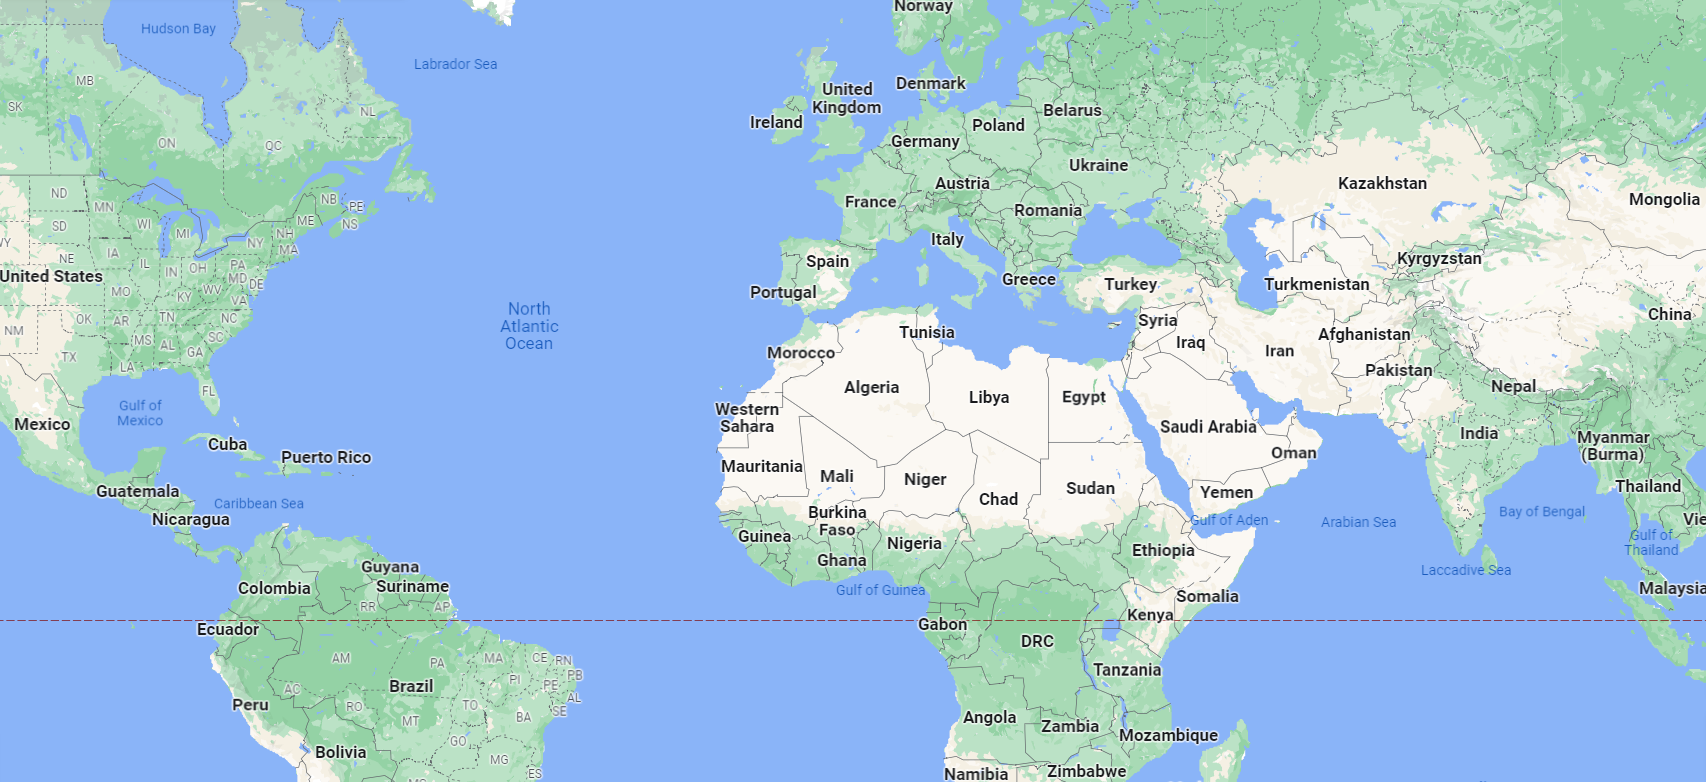 Norway
Hudson Bay
Labrador Sea
MB
Denmark
United
Kingdom
SK
NL
Belarus
Ireland
Poland
ON
QC
Germany
Ukraine
Austria
Kazakhstan
ND
NB
PE
France
Mongolia
MN
Romania
SD
WI
ME
NS
MI
NH
WY
NY
MA
Italy
IA
NE
IL
IN
OH
PA
Spain
Kyrgyzstan
United States
MD
DE
Greece
Turkey
Turkmenistan
MO
KY
WV
VA
Portugal
North
Atlantic
Ocean
OK
AR
TN
NC
China
NM
Syria
Tunisia
Afghanistan
MS
AL
SC
Iraq
TX
GA
Morocco
Iran
LA
Pakistan
FL
Algeria
Nepal
Libya
Egypt
Gulf of
Mexico
Western
Sahara
Mexico
Saudi Arabia
India
Myanmar
(Burma)
Cuba
Oman
Puerto Rico
Mauritania
Mali
Niger
Thailand
Guatemala
Chad
Sudan
Yemen
Caribbean Sea
Burkina
Faso
Bay of Bengal
Nicaragua
Gulf of Aden
Arabian Sea
Vie
Guinea
Nigeria
Ethiopia
Gulf of
Thailand
Ghana
Guyana
Laccadive Sea
Colombia
Suriname
Gulf of Guinea
Somalia
Malaysia
RR
AP
Kenya
Ecuador
Gabon
DRC
AM
PA
MA
CE
RN
Tanzania
PB
PI
PE
Brazil
AC
AL
Peru
RO
TO
SE
BA
Angola
MT
Zambia
Mozambique
GO
Bolivia
MG
ES
Namibia
Zimbabwe